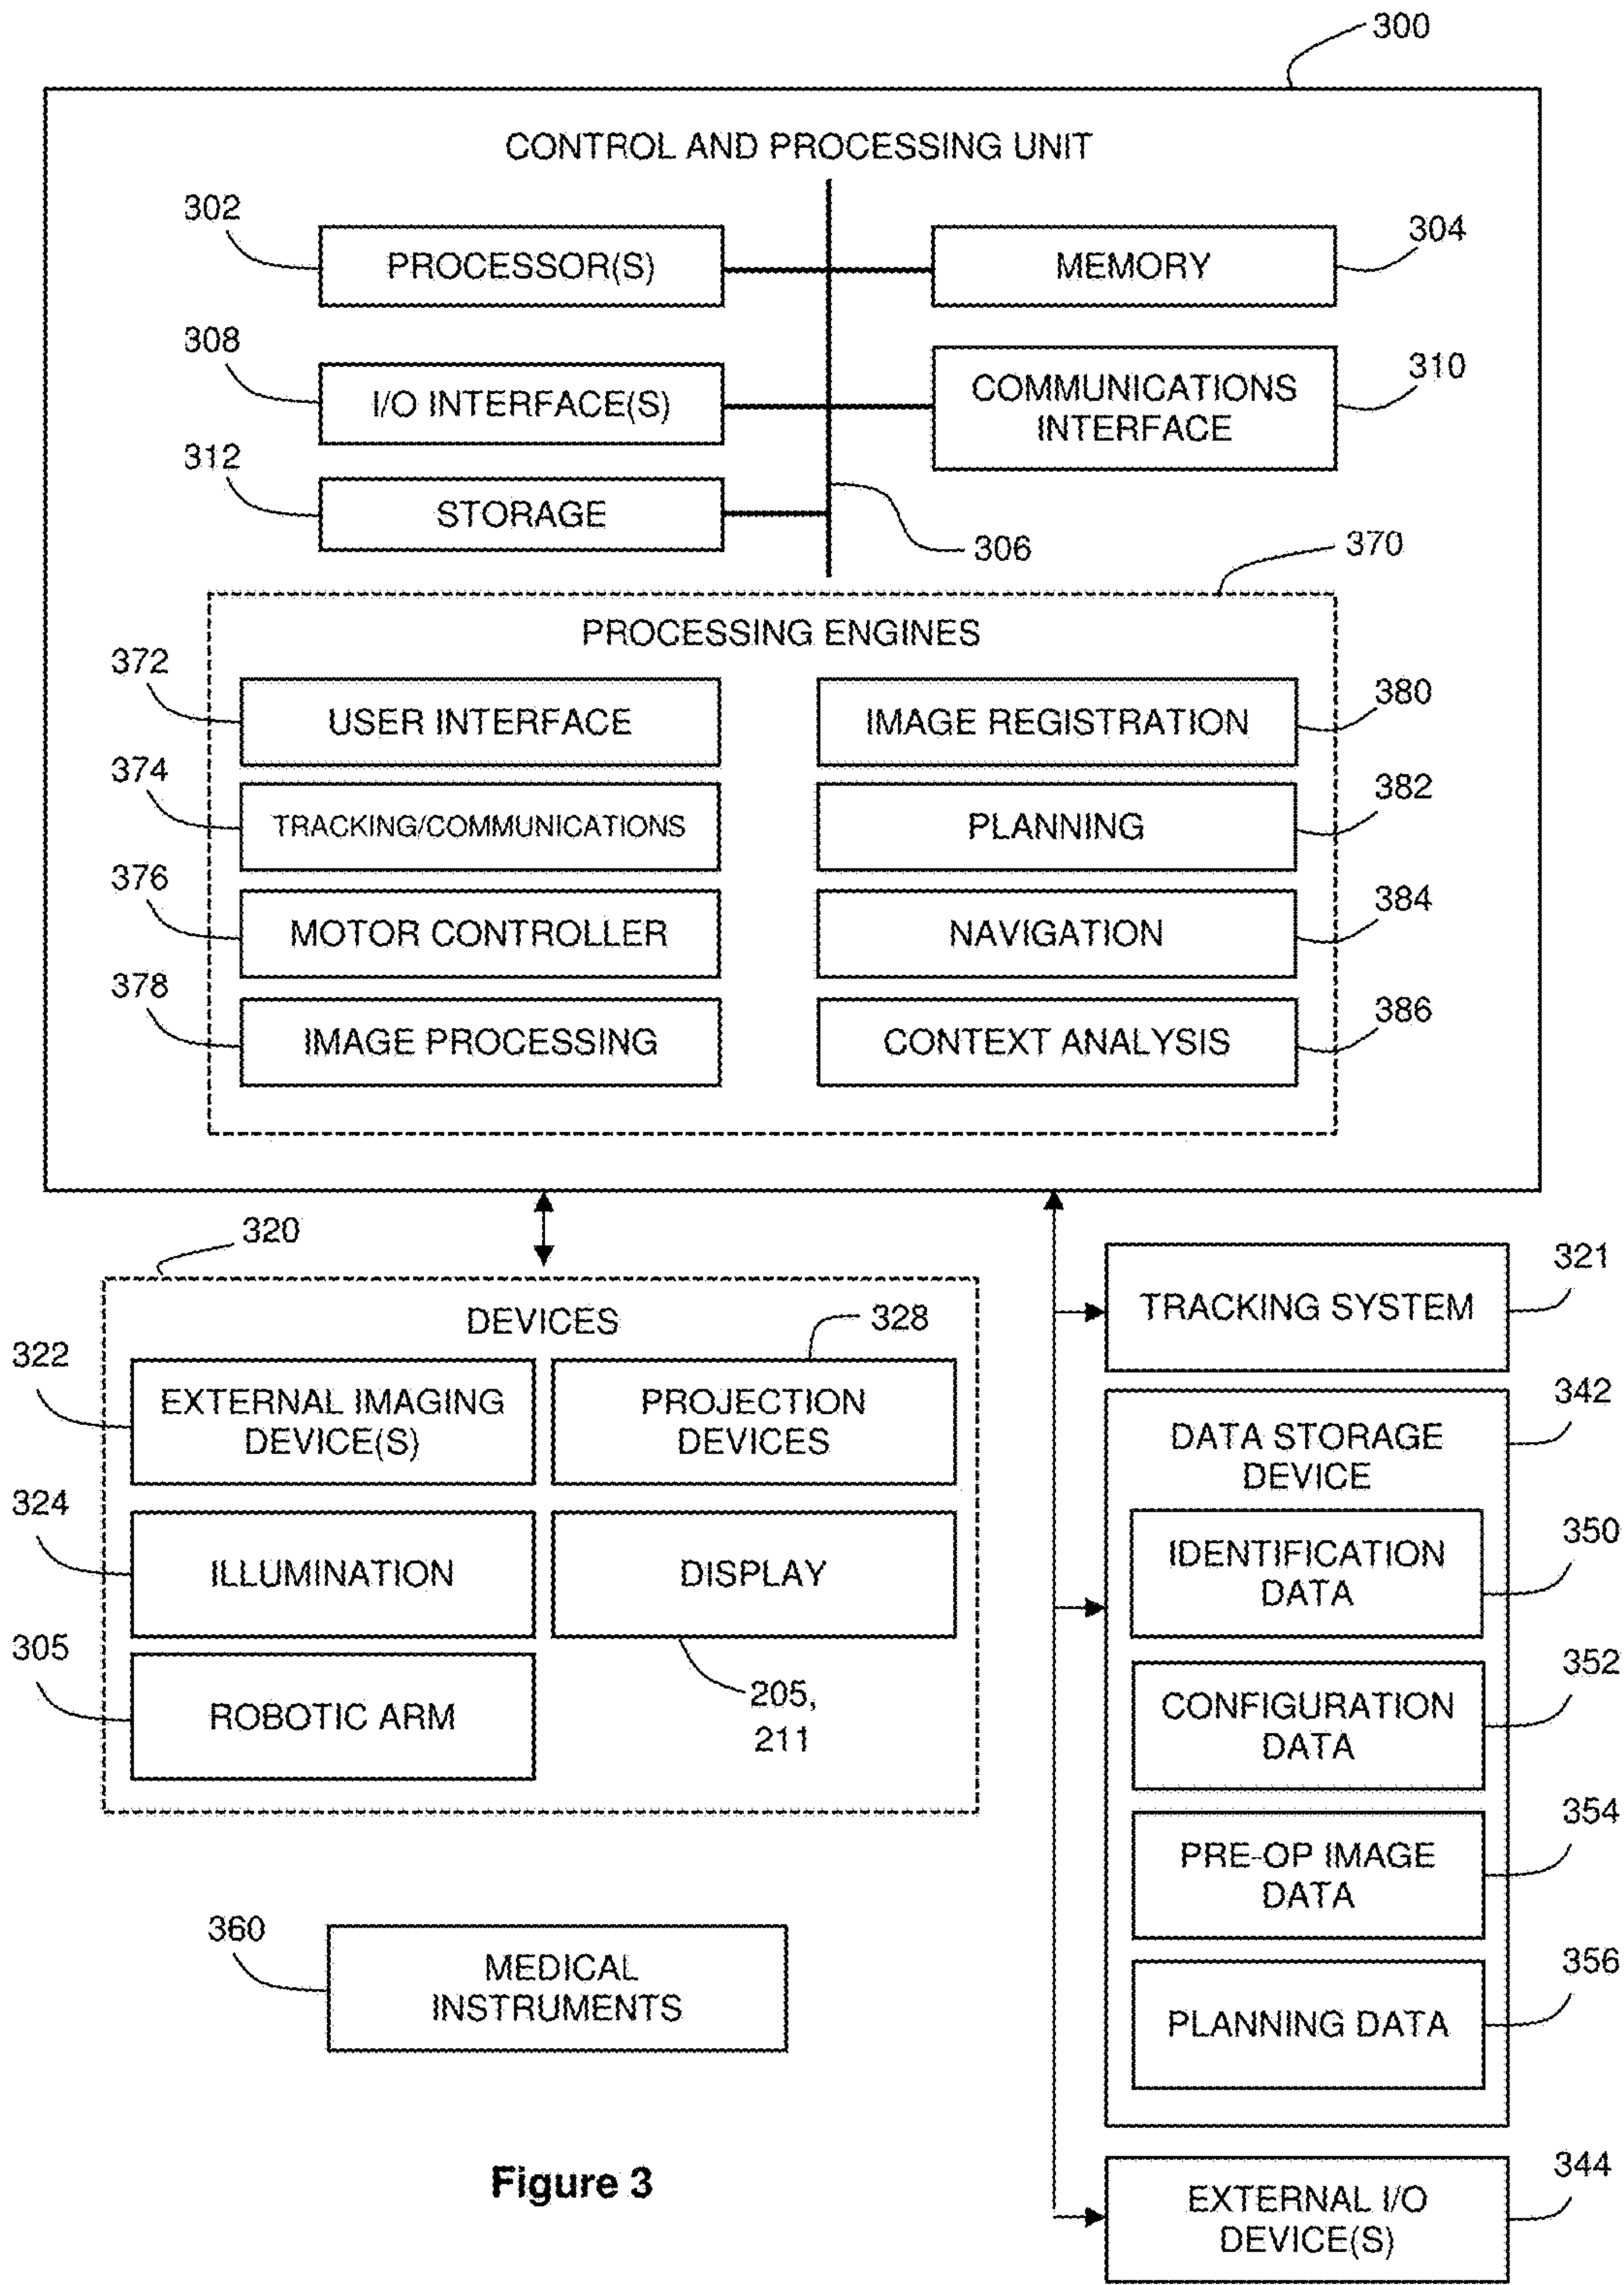 300
CONTROL AND PROCESSING UNIT
302
PROCESSOR(S)
MEMORY
304
308
I/O INTERFACE(S)
COMMUNICATIONS
INTERFACE
310
312
STORAGE
306
370
PROCESSING ENGINES
372
USER INTERFACE
IMAGE REGISTRATION
380
374
TRACKING/COMMUNICATIONS
PLANNING
382
376
MOTOR CONTROLLER
NAVIGATION
384
378
IMAGE PROCESSING
CONTEXT ANALYSIS
386
320
DEVICES
328
322
EXTERNAL IMAGING
DEVICE(S)
PROJECTION
DEVICES
324
ILLUMINATION
DISPLAY
305
ROBOTIC ARM
205,
211
360
MEDICAL
INSTRUMENTS
TRACKING SYSTEM
321
342
DATA STORAGE
DEVICE
350
IDENTIFICATION
DATA
352
CONFIGURATION
DATA
354
PRE-OP IMAGE
DATA
356
PLANNING DATA
344
EXTERNAL I/O
DEVICE(S)
Figure 3